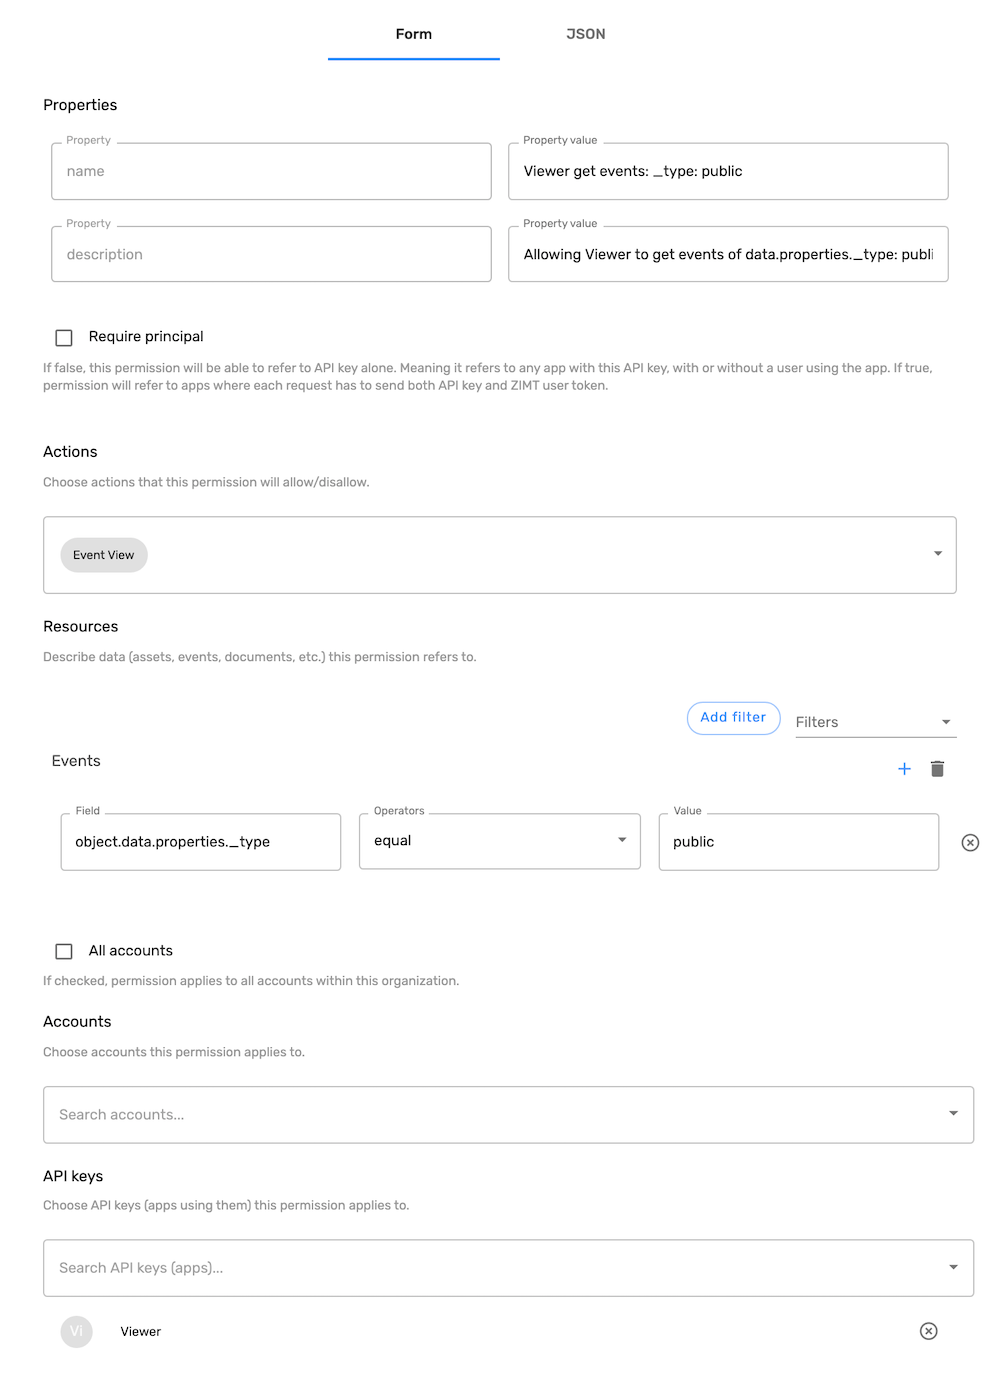 Form JSON
Properties
Property Property value
name Viewer get events: _type: public
Property Property value
description Allowing Viewer to get events of data.properties._type: publi
Require principal
If false, this permission will be able to refer to API key alone. Meaning it refers to any app with this API key, with or without a user using the app. If true,
permission will refer to apps where each request has to send both API key and ZIMT user token.
Actions
Choose actions that this permission will allow/disallow.
Event View
Resources
Describe data (assets, events, documents, etc.) this permission refers to.
Add filter Filters
Events
Field Operators Value
object.data.properties._type equal public
All accounts
If checked, permission applies to all accounts within this organization.
Accounts
Choose accounts this permission applies to.
Search accounts...
API keys
Choose API keys (apps using them) this permission applies to.
Search API keys (apps)...
Vi Viewer